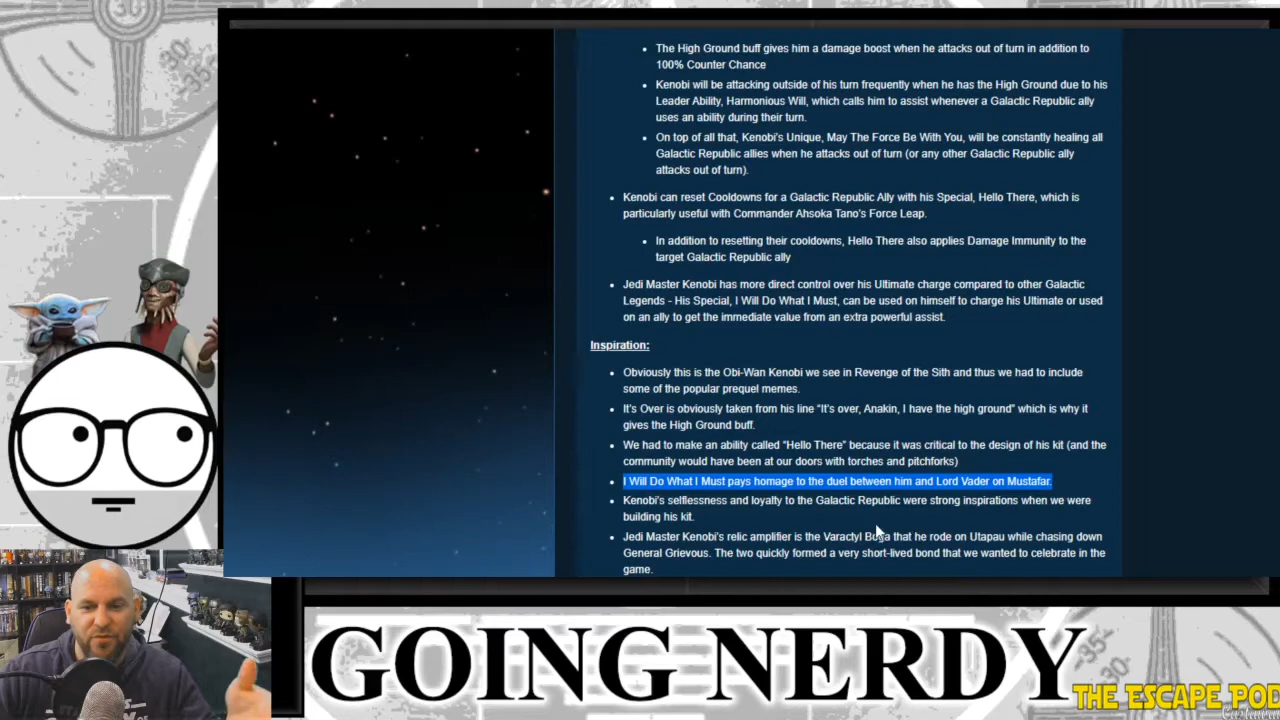 The High Ground buff gives him a damage boost when he attacks out of turn in addition to
100% Counter Chance
Kenobi will be attacking outside of his turn frequently when he has the High Ground due to his
Leader Ability, Harmonious Will, which calls him to assist whenever a Galactic Republic ally
uses an ability during their turn.
On top of all that, Kenobi's Unique, May The Force Be With You, will be constantly healing all
Galactic Republic allies when he attacks out of turn (or any other Galactic Republic ally
attacks out of turn).
Kenobi can reset Cooldowns for a Galactic Republic Ally with his Special, Hello There, which is
particularly useful with Commander Ahsoka Tano's Force Leap.
In addition to resetting their cooldowns, Hello There also applies Damage Immunity to the
target Galactic Republic ally
Jedi Master Kenobi has more direct control over his Ultimate charge compared to other Galactic
Legends - His Special, I Will Do What I Must, can be used on himself to charge his Ultimate or used
on an ally to get the immediate value from an extra powerful assist.
Inspiration:
Obviously this is the Obi-Wan Kenobi we see in Revenge of the Sith and thus we had to include
some of the popular prequel memes.
It's Over is obviously taken from his line "It's over, Anakin, I have the high ground" which is why it
gives the High Ground buff.
We had to make an ability called "Hello There" because it was critical to the design of his kit (and the
community would have been at our doors with torches and pitchforks)
I Will Do What I Must pays homage to the duel between him and Lord Vader on Mustafar.
Kenobi's selflessness and loyalty to the Galactic Republic were strong inspirations when we were
building his kit.
Jedi Master Kenobi's relic amplifier is the Varactyl Boga that he rode on Utapau while chasing down
General Grievous. The two quickly formed a very short-lived bond that we wanted to celebrate in the
game.
GOING NERDY
THE ESCAPE POD